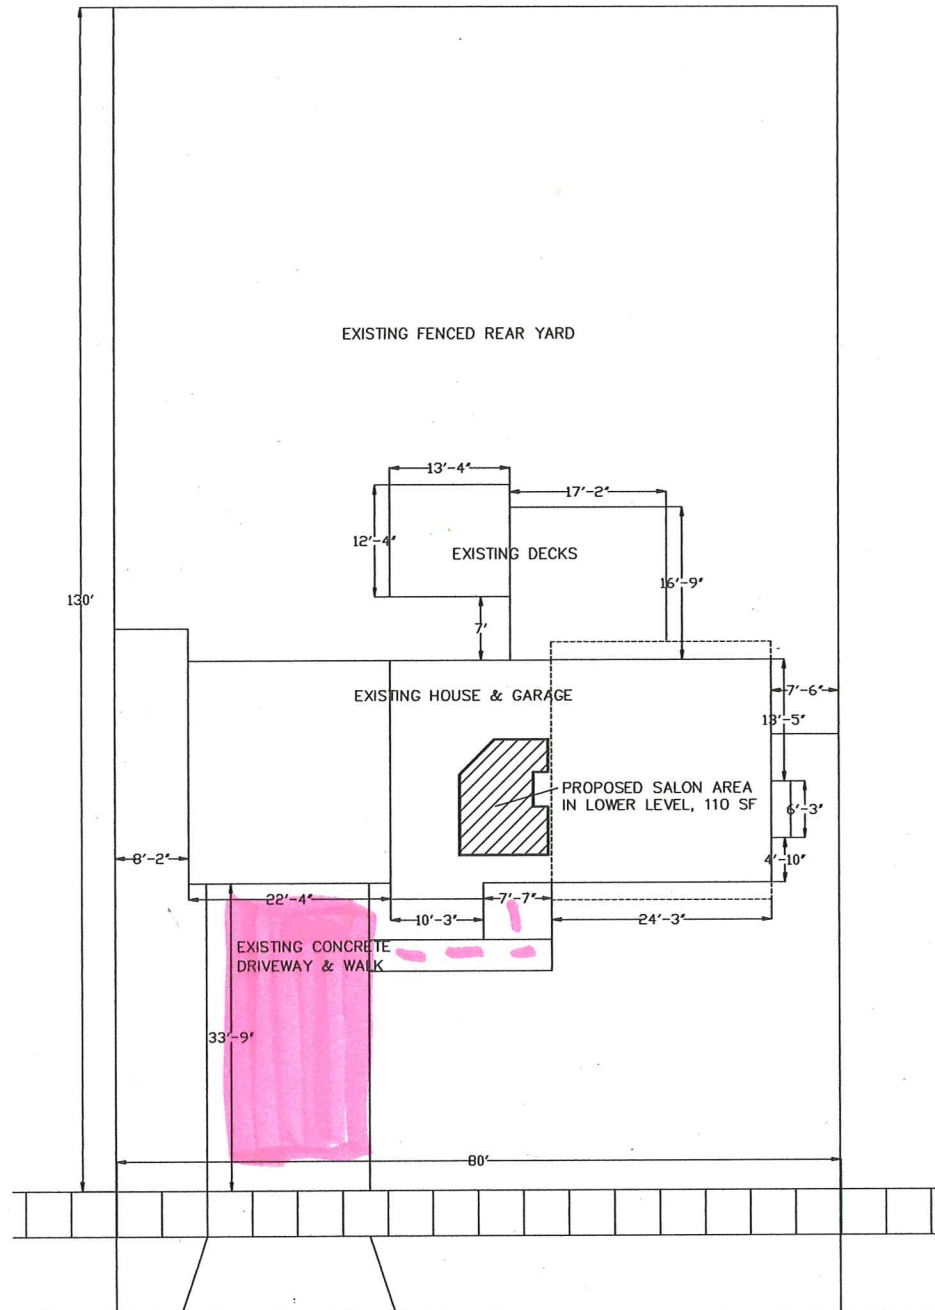 EXISTING FENCED REAR YARD
13'-4"
17'-2"
12'-4"
EXISTING DECKS
16'-9"
130'
7'
EXISTING HOUSE & GARAGE
7'-6"
13'-5"
PROPOSED SALON AREA
IN LOWER LEVEL, 110 SF
6'-3"
8'-2"
4'-10"
22'-4"
7'-7"
10'-3"
24'-3"
EXISTING CONCRETE
DRIVEWAY & WALK
33'-9"
80'